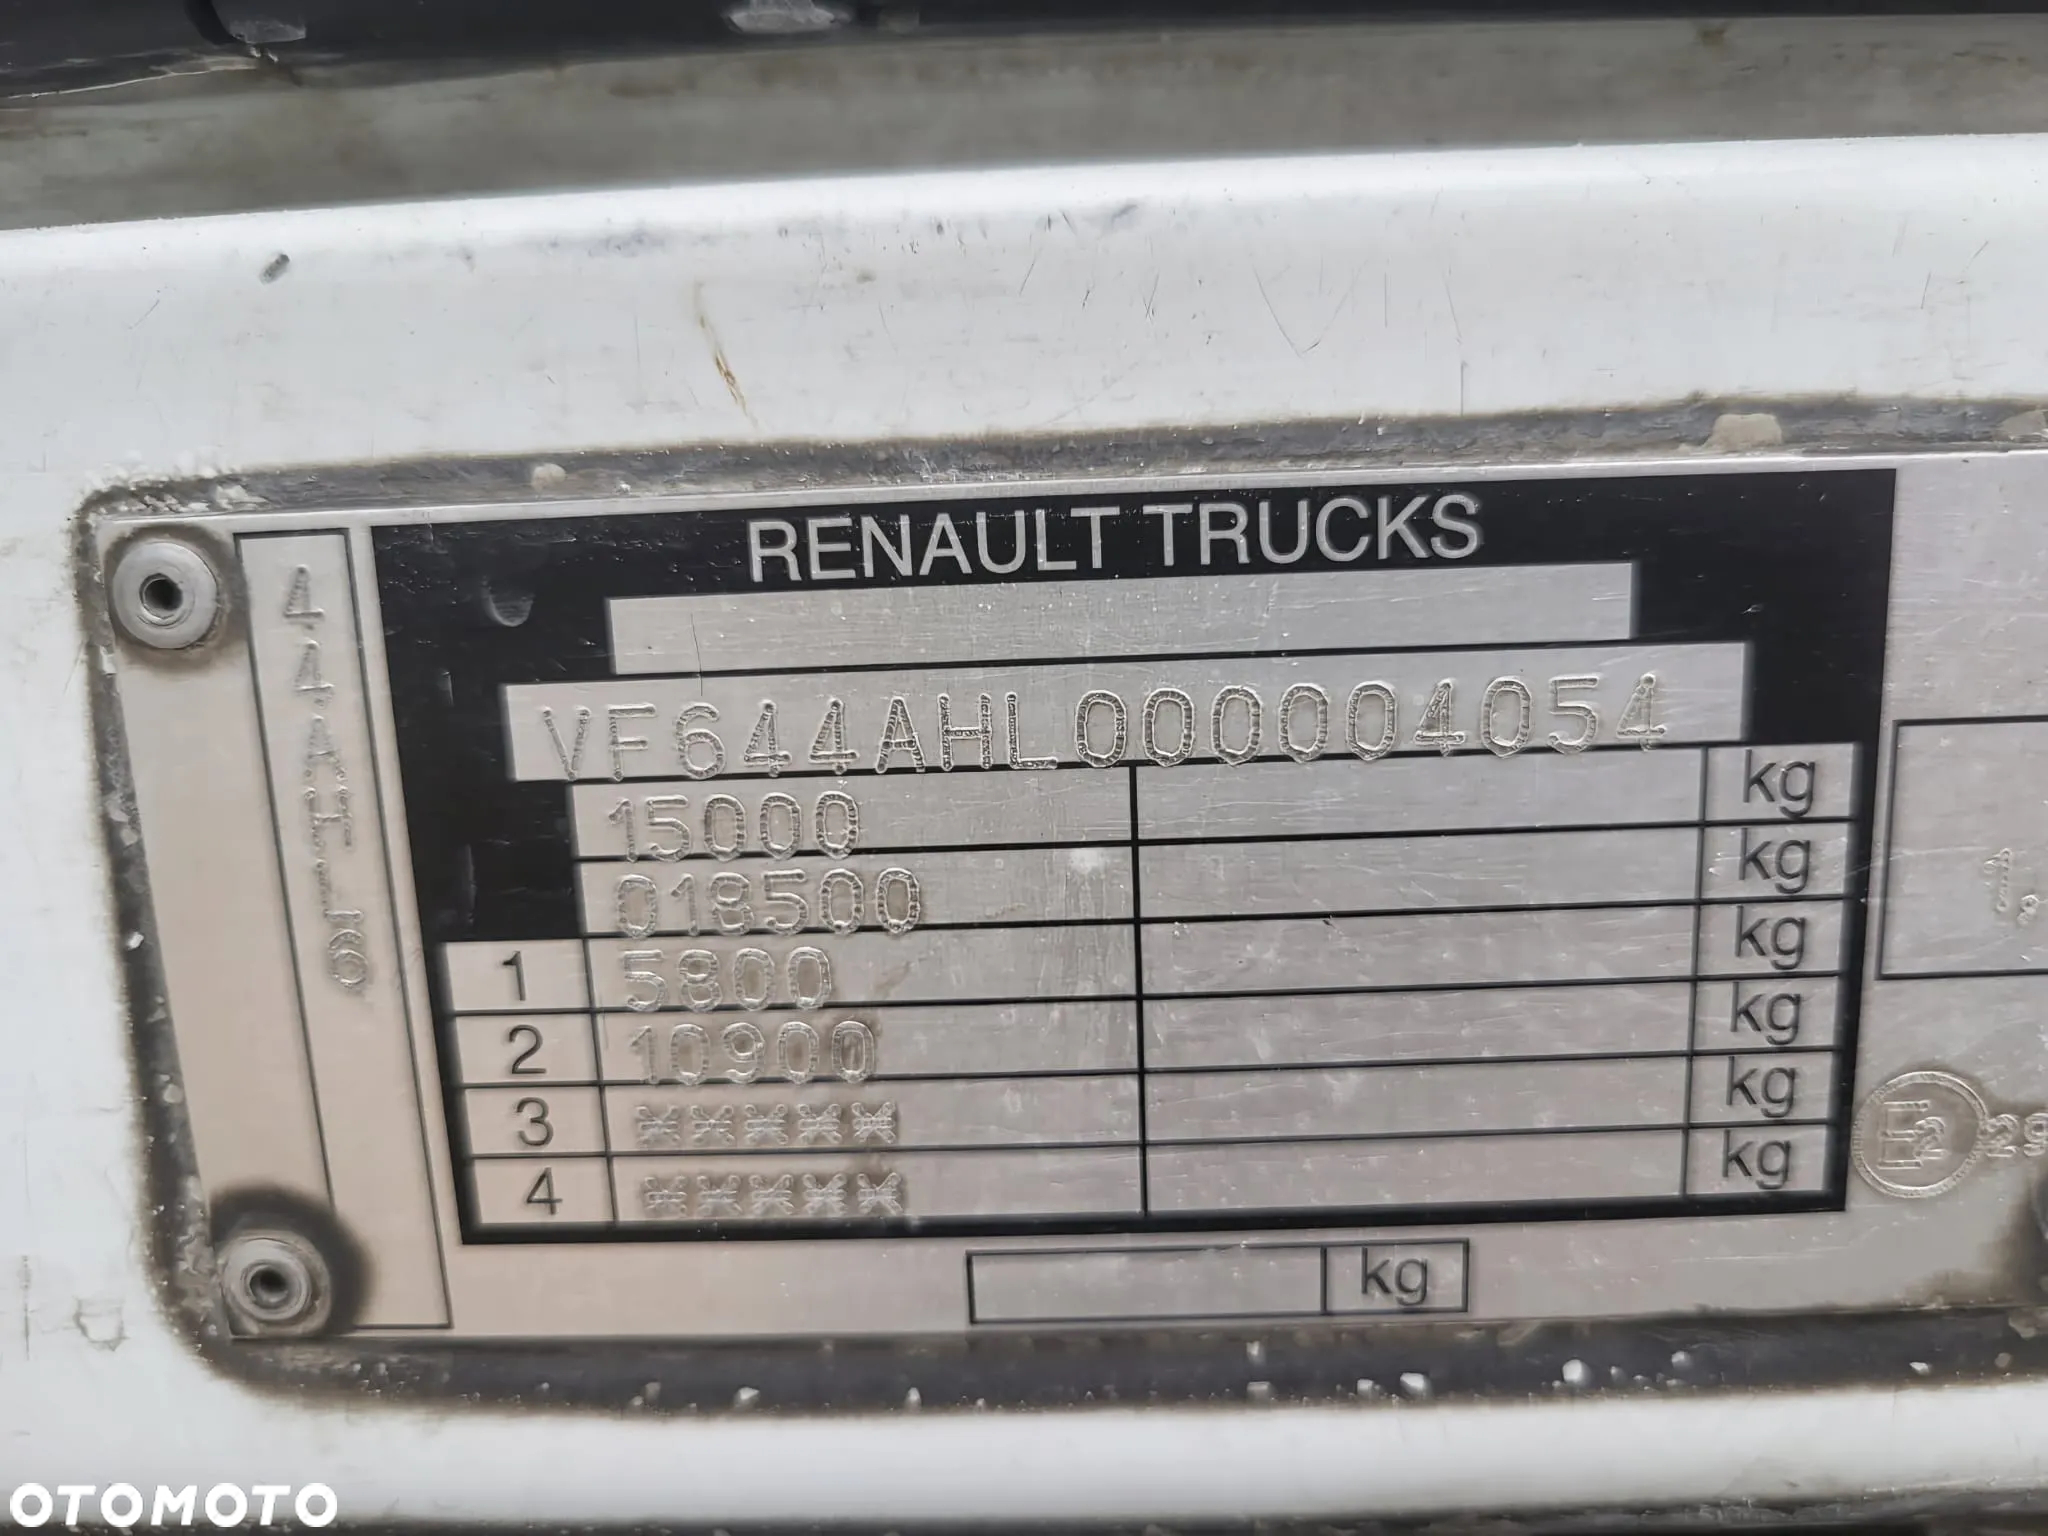 RENAULT TRUCKS
VF644AHL000004054
15000 kg
018500 kg
1 5800 kg
2 10900 kg
3 ***** kg
4 ***** kg
kg
OTOMOTO